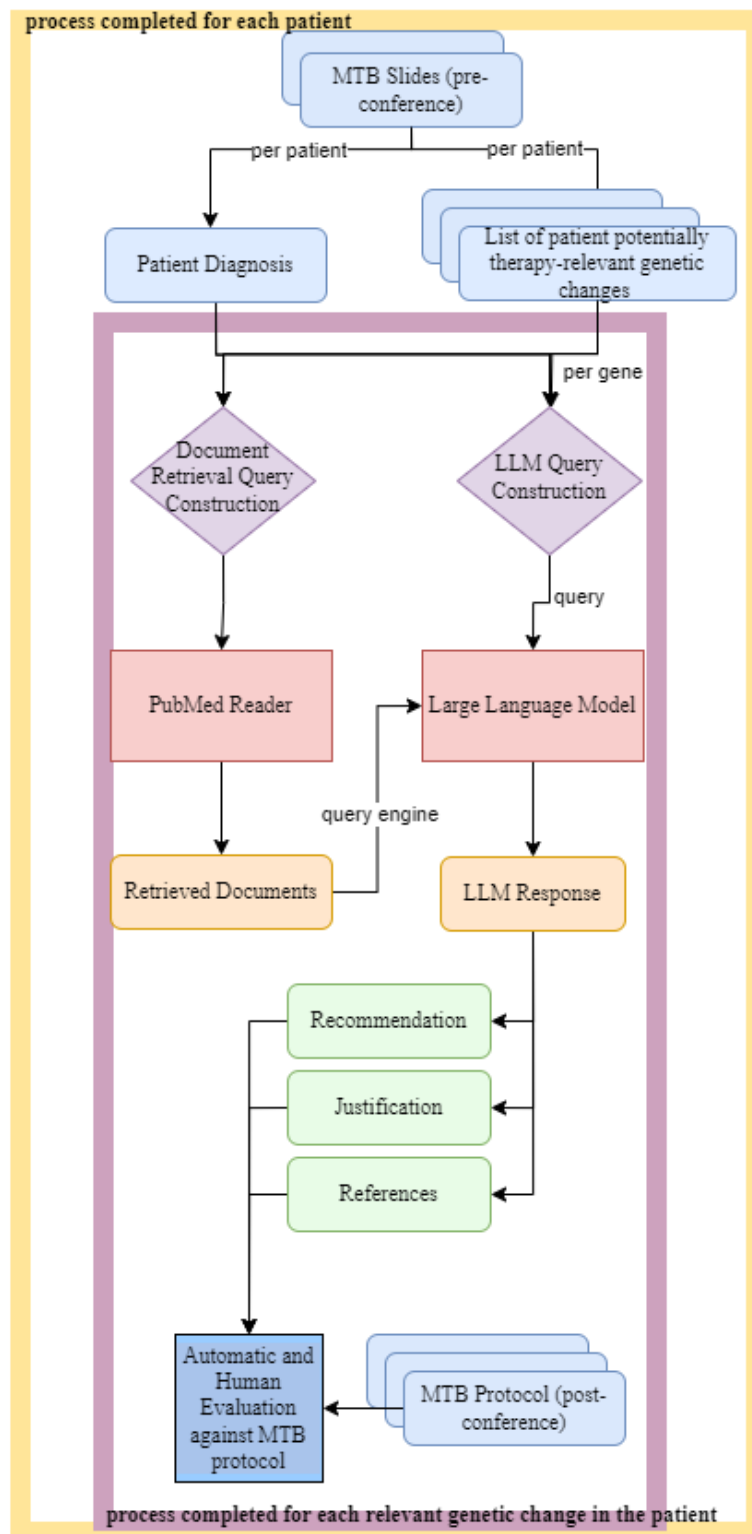 process completed for each patient
MTB Slides (pre-
conference)
per patient
per patient
Patient Diagnosis
List of patient potentially
therapy-relevant genetic
changes
per gene
Document
Retrieval Query
Construction
LLM Query
Construction
query
PubMed Reader
Large Language Model
query engine
Retrieved Documents
LLM Response
Recommendation
Justification
References
Automatic and
Human
Evaluation
against MTB
protocol
MTB Protocol (post-
conference)
process completed for each relevant genetic change in the patient